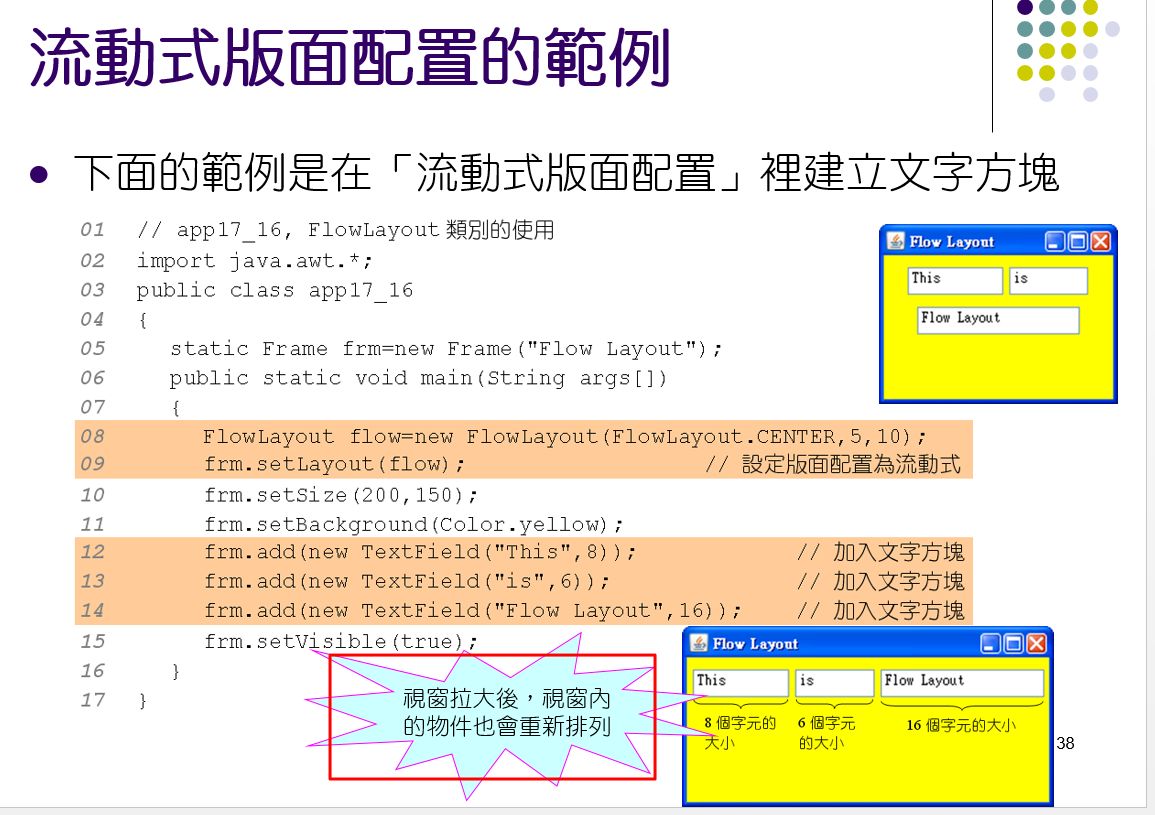 流動式版面配置的範例
下面的範例是在「流動式版面配置」裡建立文字方塊
01 // app17_16, FlowLayout 類別的使用
02 import java.awt.*;
03 public class app17_16
04 {
05 static Frame frm=new Frame("Flow Layout");
06 public static void main(String args[])
07 {
08 FlowLayout flow=new FlowLayout(FlowLayout.CENTER,5,10);
09 frm.setLayout(flow); // 設定版面配置為流動式
10 frm.setSize(200,150);
11 frm.setBackground(Color.yellow);
12 frm.add(new TextField("This",8)); // 加入文字方塊
13 frm.add(new TextField("is",6)); // 加入文字方塊
14 frm.add(new TextField("Flow Layout",16)); // 加入文字方塊
15 frm.setVisible(true);
16 }
17 }
Flow Layout
This is
Flow Layout
視窗拉大後，視窗內
的物件也會重新排列
Flow Layout
This is Flow Layout
8 個字元的
大小
6 個字元
的大小
16 個字元的大小
38